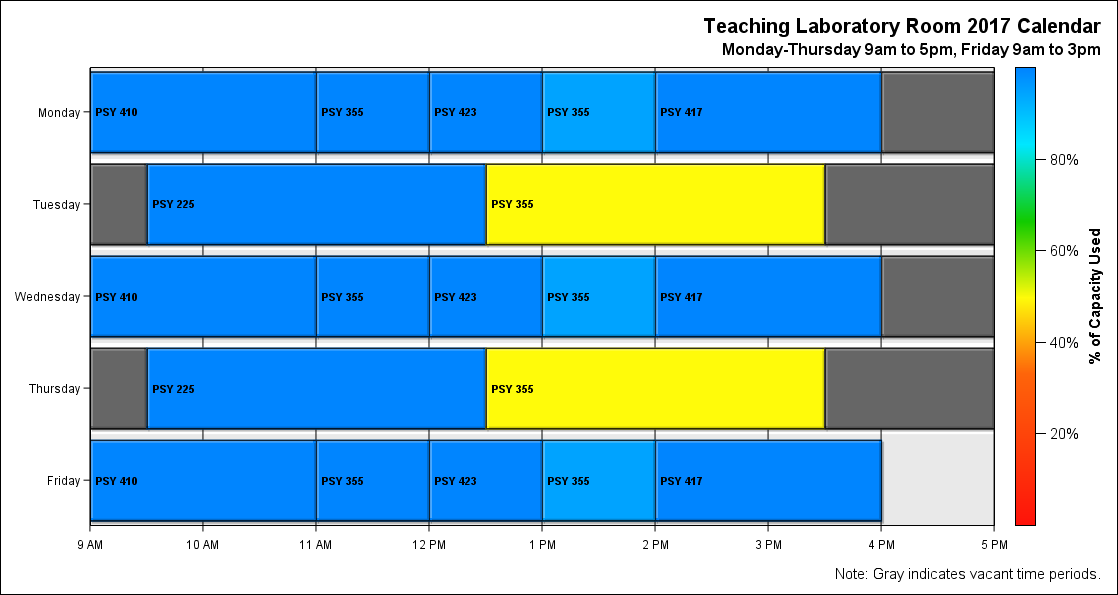 Teaching Laboratory Room 2017 Calendar
Monday-Thursday 9am to 5pm, Friday 9am to 3pm
Monday PSY 410 PSY 355 PSY 423 PSY 355 PSY 417
Tuesday PSY 225 PSY 355
Wednesday PSY 410 PSY 355 PSY 423 PSY 355 PSY 417
Thursday PSY 225 PSY 355
Friday PSY 410 PSY 355 PSY 423 PSY 355 PSY 417
9 AM 10 AM 11 AM 12 PM 1 PM 2 PM 3 PM 4 PM 5 PM
80%
60%
40%
20%
% of Capacity Used
Note: Gray indicates vacant time periods.